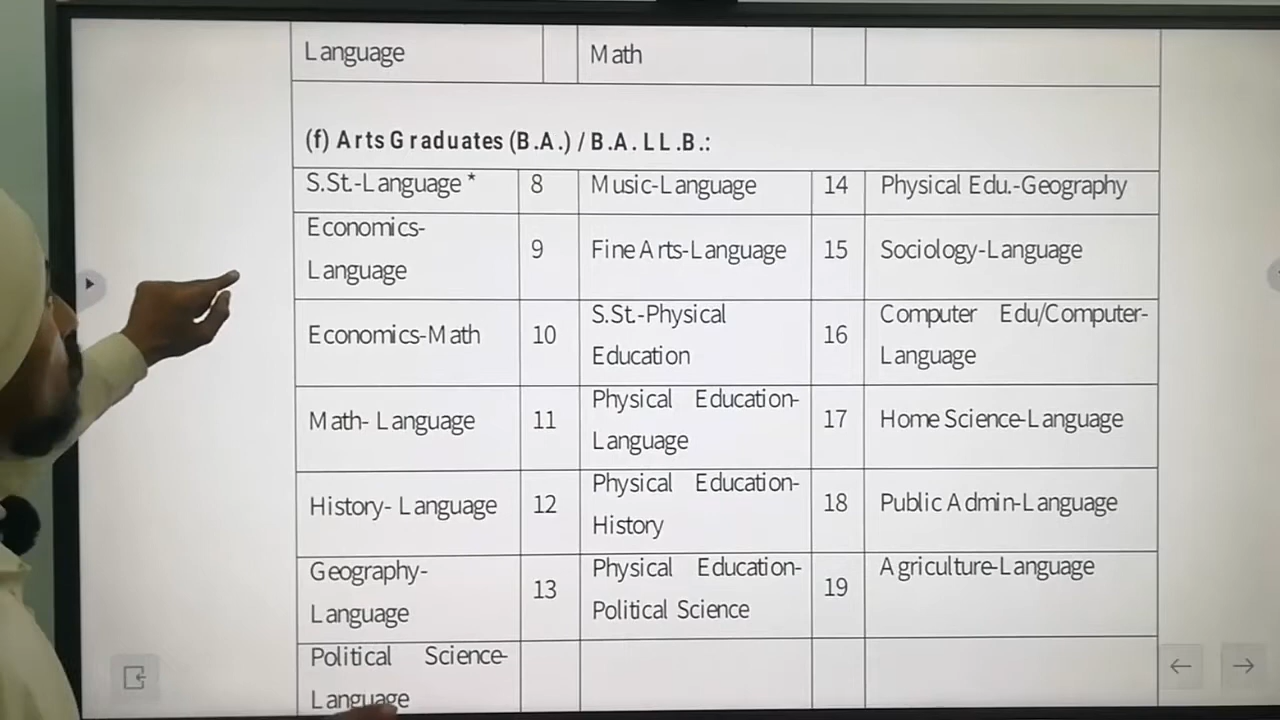 Language
Math
(f) Arts Graduates (B.A.) / B.A. LL.B.:
S.St.-Language * 8 Music-Language 14 Physical Edu.-Geography
Economics-
Language
9 Fine Arts-Language 15 Sociology-Language
Economics-Math 10
S.St.-Physical
Education
16
Computer Edu/Computer-
Language
Math- Language 11
Physical Education-
Language
17 Home Science-Language
History- Language 12
Physical Education-
History
18 Public Admin-Language
Geography-
Language
13
Physical Education-
Political Science
19 Agriculture-Language
Political Science-
Language